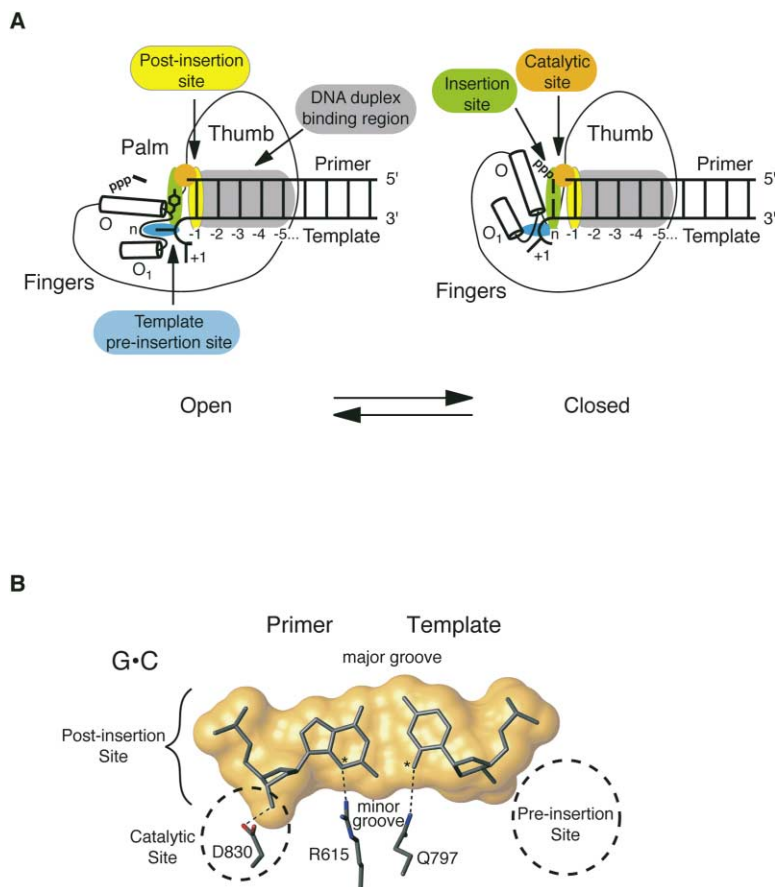 A
Post-insertion
site
DNA duplex
binding region
Thumb
Palm
Primer
5'
ppp
O
n
3'
-1 -2 -3 -4 -5...
Template
+1
O1
Fingers
Template
pre-insertion site
Insertion
site
Catalytic
site
Thumb
Primer
5'
ppp
O
3'
O1
n -1 -2 -3 -4 -5...
Template
+1
Fingers
Open
Closed
B
Primer
Template
G•C
major groove
Post-insertion
Site
*
*
minor
groove
Catalytic
Site
D830
R615
Q797
Pre-insertion
Site